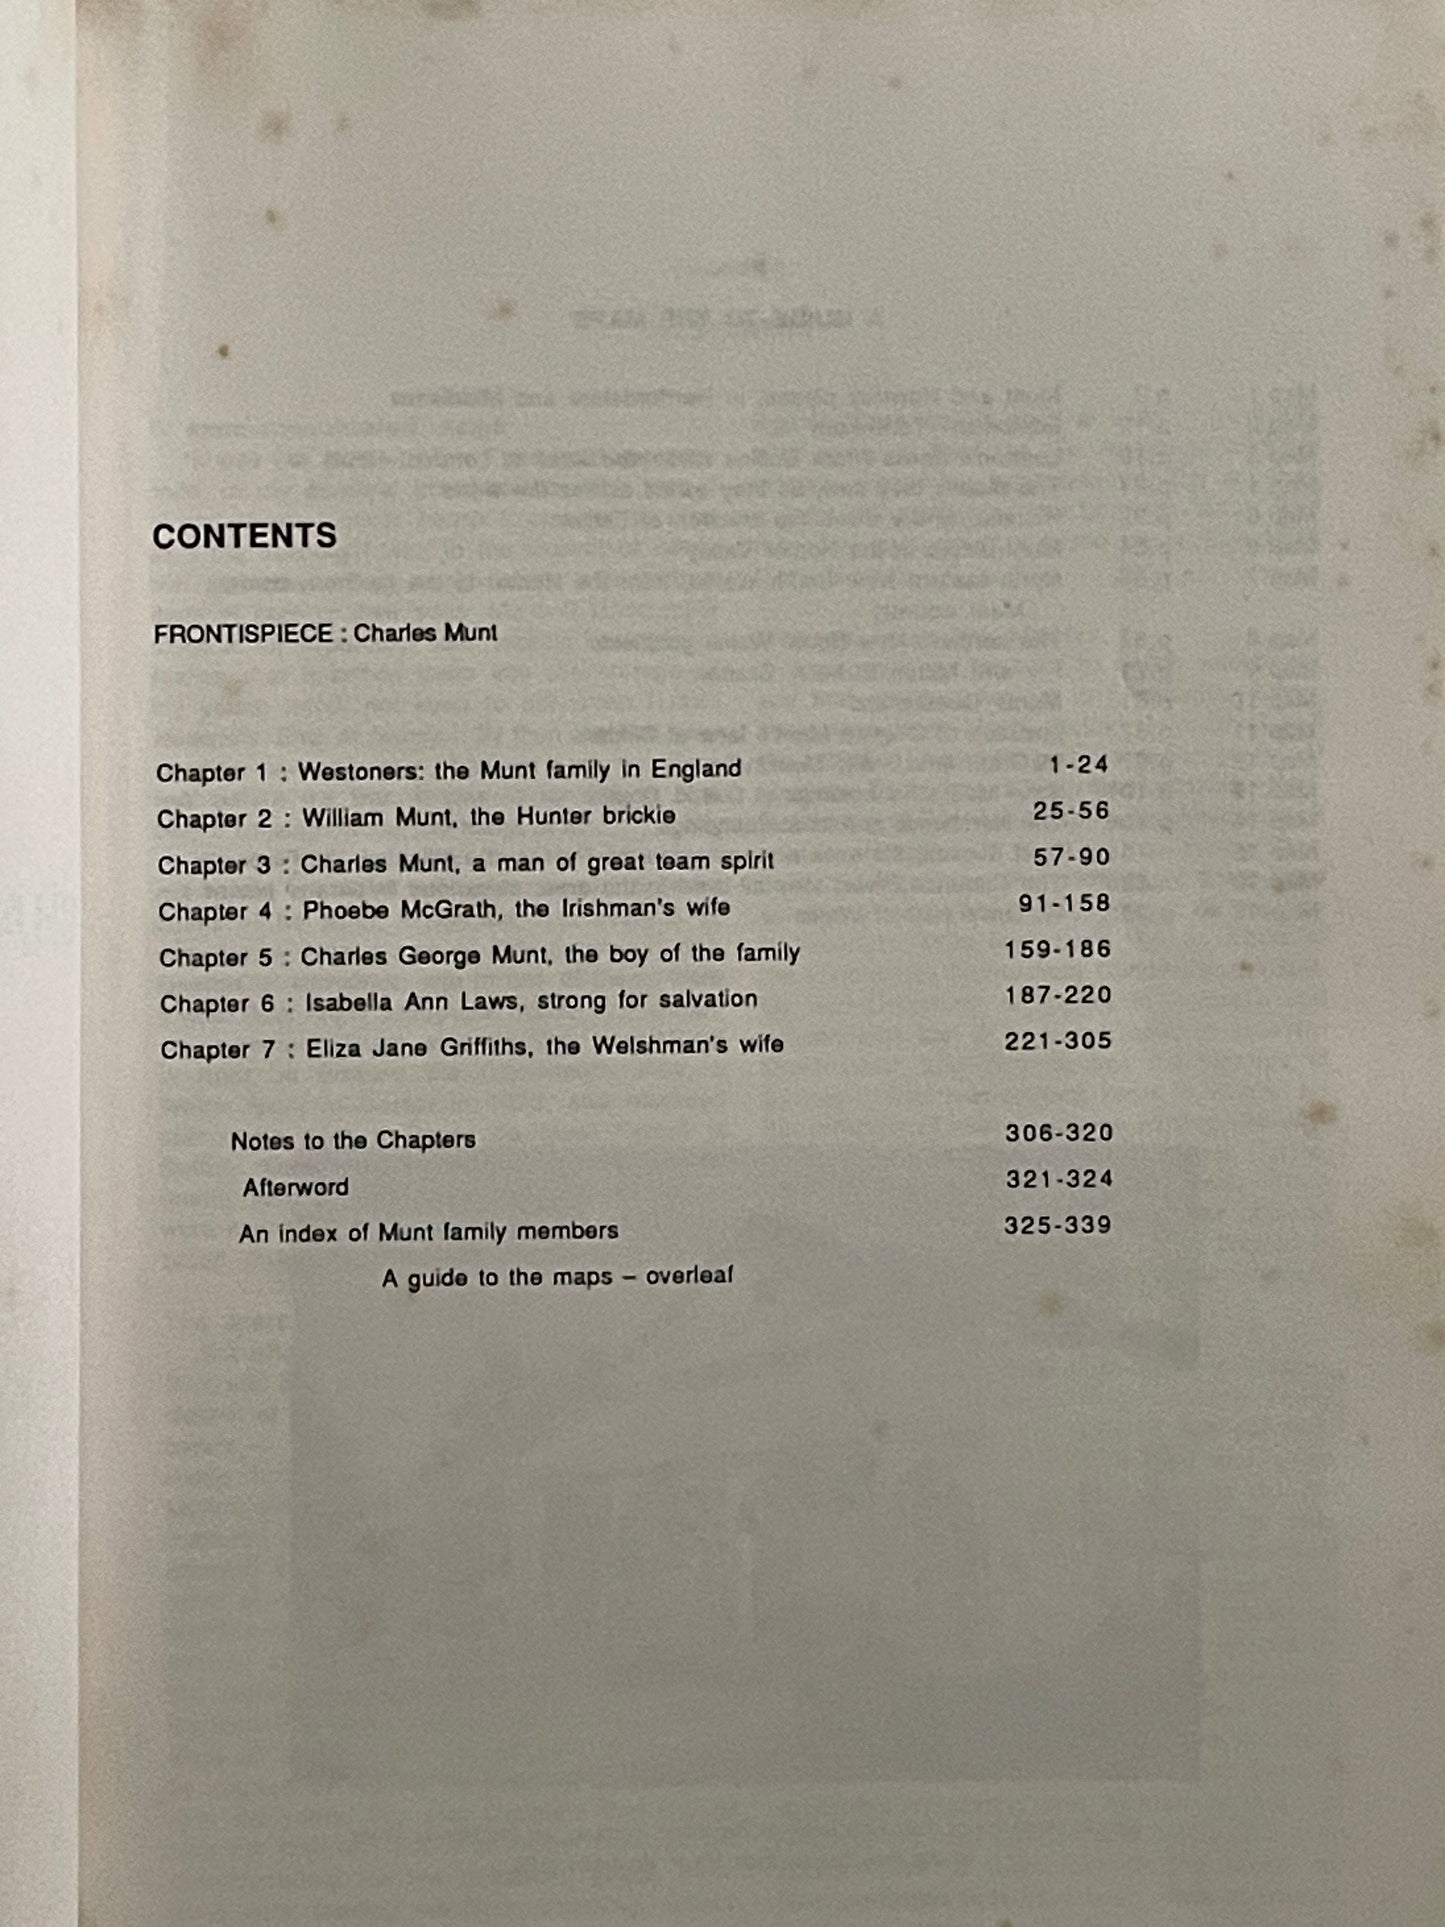 CONTENTS
FRONTISPIECE : Charles Munt
Chapter 1 : Westoners: the Munt family in England 1-24
Chapter 2 : William Munt, the Hunter brickie 25-56
Chapter 3 : Charles Munt, a man of great team spirit 57-90
Chapter 4 : Phoebe McGrath, the Irishman's wife 91-158
Chapter 5 : Charles George Munt, the boy of the family 159-186
Chapter 6 : Isabella Ann Laws, strong for salvation 187-220
Chapter 7 : Eliza Jane Griffiths, the Welshman's wife 221-305
Notes to the Chapters 306-320
Afterword 321-324
An index of Munt family members 325-339
A guide to the maps – overleaf